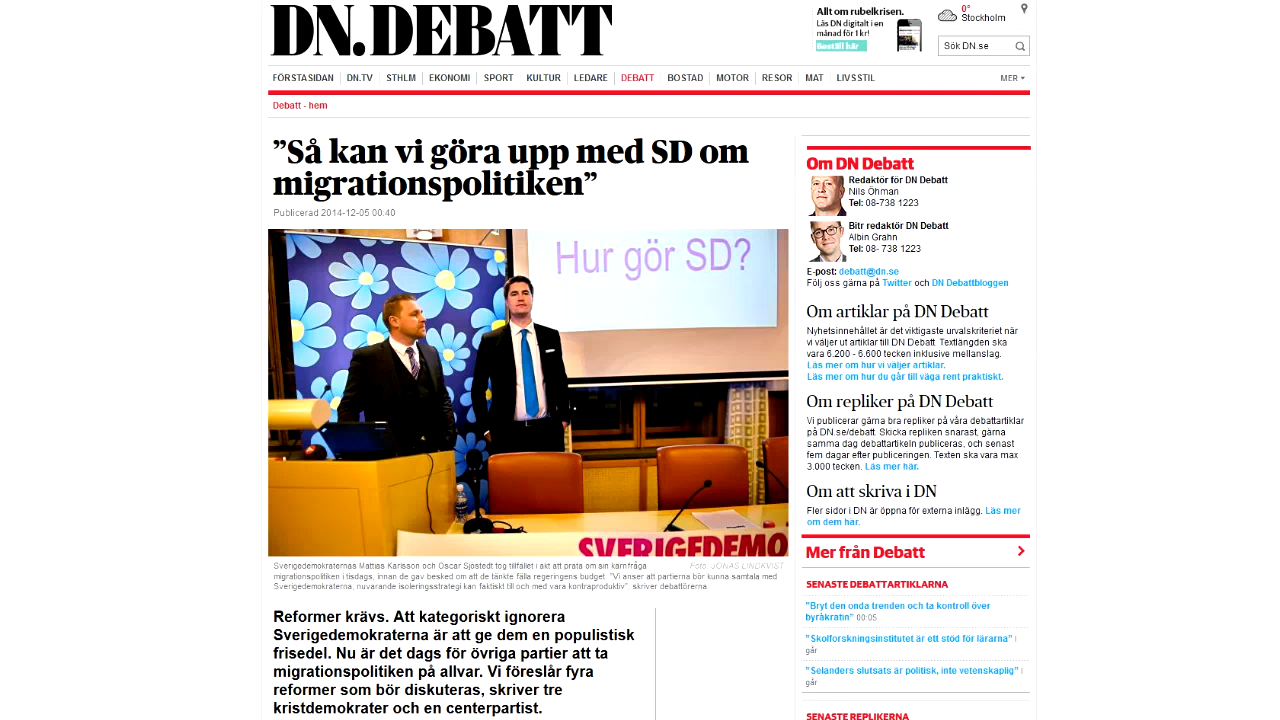 DN.DEBATT
Allt om rubelkrisen.
Läs DN digitalt i en
månad för 1 kr!
Beställ här
0°
Stockholm
Sök DN.se
FÖRSTASIDAN DN.TV STHLM EKONOMI SPORT KULTUR LEDARE DEBATT BOSTAD MOTOR RESOR MAT LIVSSTIL MER
Debatt - hem
”Så kan vi göra upp med SD om
migrationspolitiken”
Publicerad 2014-12-05 00:40
Hur gör SD?
SVERIGEDEMO
Sverigedemokraternas Mattias Karlsson och Oscar Sjöstedt tog tillfället i akt att prata om sin kärnfråga
Foto: JONAS LINDKVIST
migrationspolitiken i tisdags, innan de gav besked om att de tänkte fälla regeringens budget. ”Vi anser att partierna bör kunna samtala med
Sverigedemokraterna, nuvarande isoleringsstrategi kan faktiskt till och med vara kontraproduktiv”. skriver debattörerna
Reformer krävs. Att kategoriskt ignorera
Sverigedemokraterna är att ge dem en populistisk
frisedel. Nu är det dags för övriga partier att ta
migrationspolitiken på allvar. Vi föreslår fyra
reformer som bör diskuteras, skriver tre
kristdemokrater och en centerpartist.
Om DN Debatt
Redaktör för DN Debatt
Nils Öhman
Tel: 08-738 1223
Bitr redaktör DN Debatt
Albin Grahn
Tel: 08- 738 1223
E-post: debatt@dn.se
Följ oss gärna på Twitter och DN Debattbloggen
Om artiklar på DN Debatt
Nyhetsinnehållet är det viktigaste urvalskriteriet när
vi väljer ut artiklar till DN Debatt. Textlängden ska
vara 6.200 - 6.600 tecken inklusive mellanslag.
Läs mer om hur vi väljer artiklar.
Läs mer om hur du går till väga rent praktiskt.
Om repliker på DN Debatt
Vi publicerar gärna bra repliker på våra debattartiklar
på DN.se/debatt. Skicka repliken snarast, gärna
samma dag debattartikeln publiceras, och senast
fem dagar efter publiceringen. Texten ska vara max
3.000 tecken. Läs mer här.
Om att skriva i DN
Fler sidor i DN är öppna för externa inlägg. Läs mer
om dem här.
Mer från Debatt
SENASTE DEBATTARTIKLARNA
”Bryt den onda trenden och ta kontroll över
byråkratin” 00:05
”Skolforskningsinstitutet är ett stöd för lärarna” I
går
”Selanders slutsats är politisk, inte vetenskaplig” I
går
SENASTE REPLIKERNA